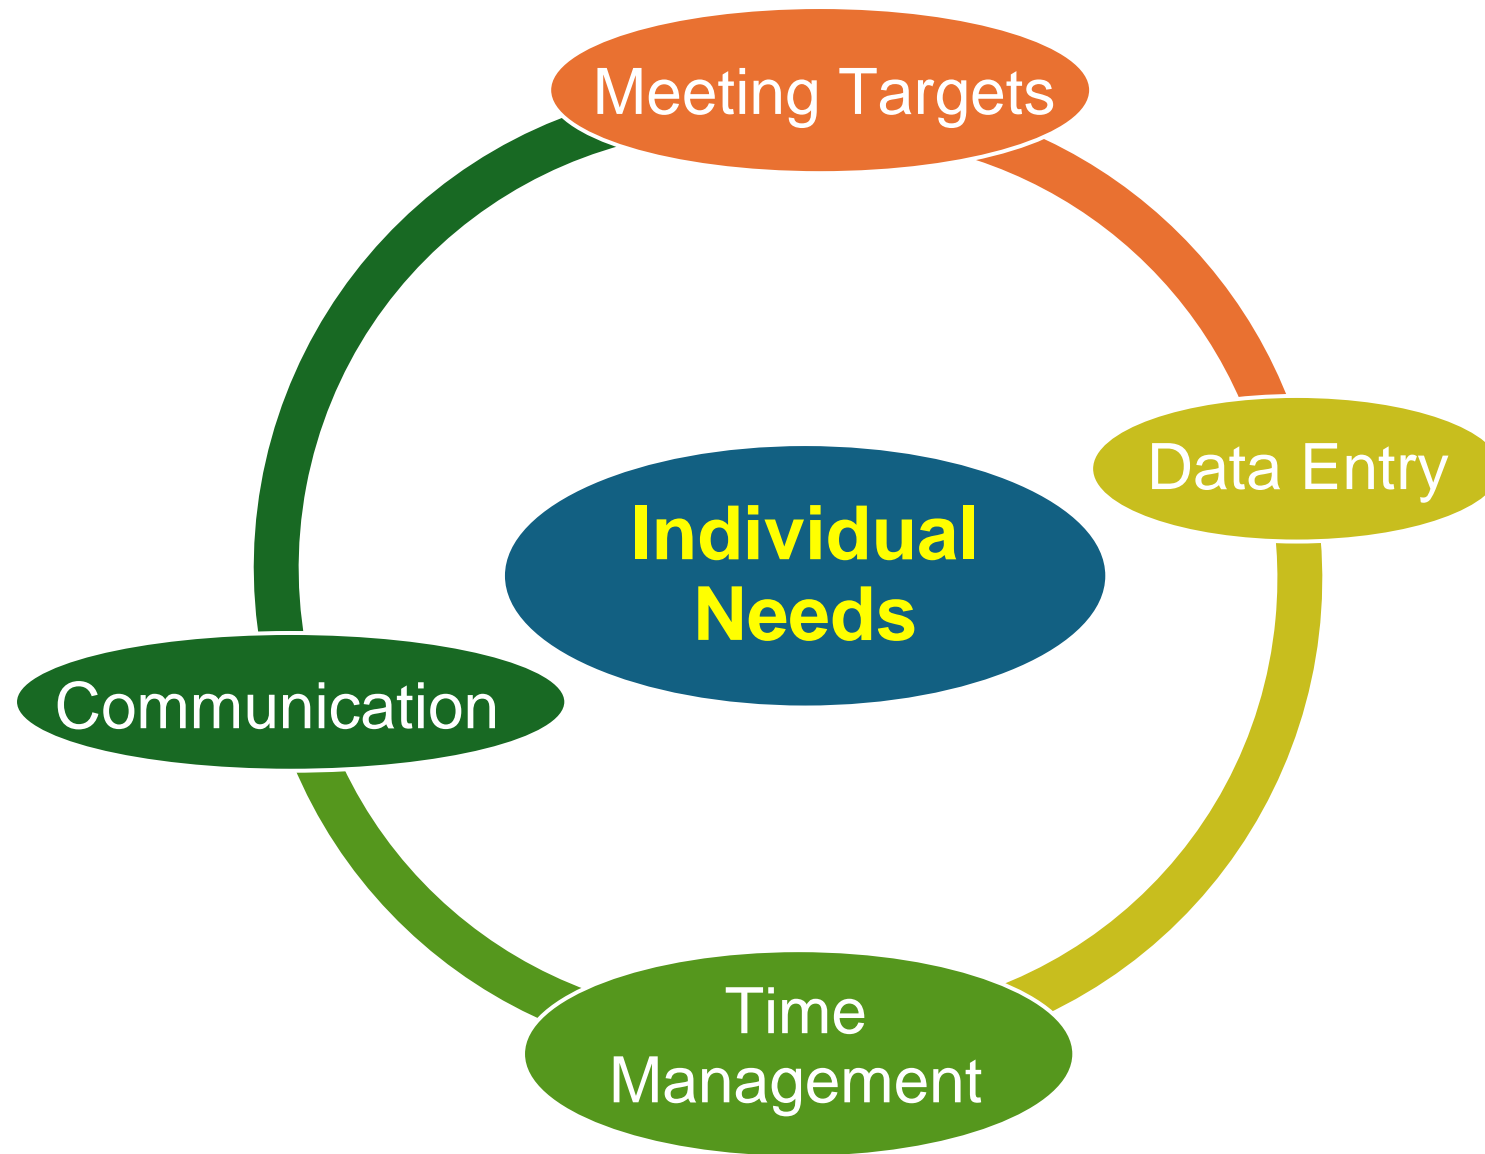 Meeting Targets
Data Entry
Individual
Needs
Communication
Time
Management